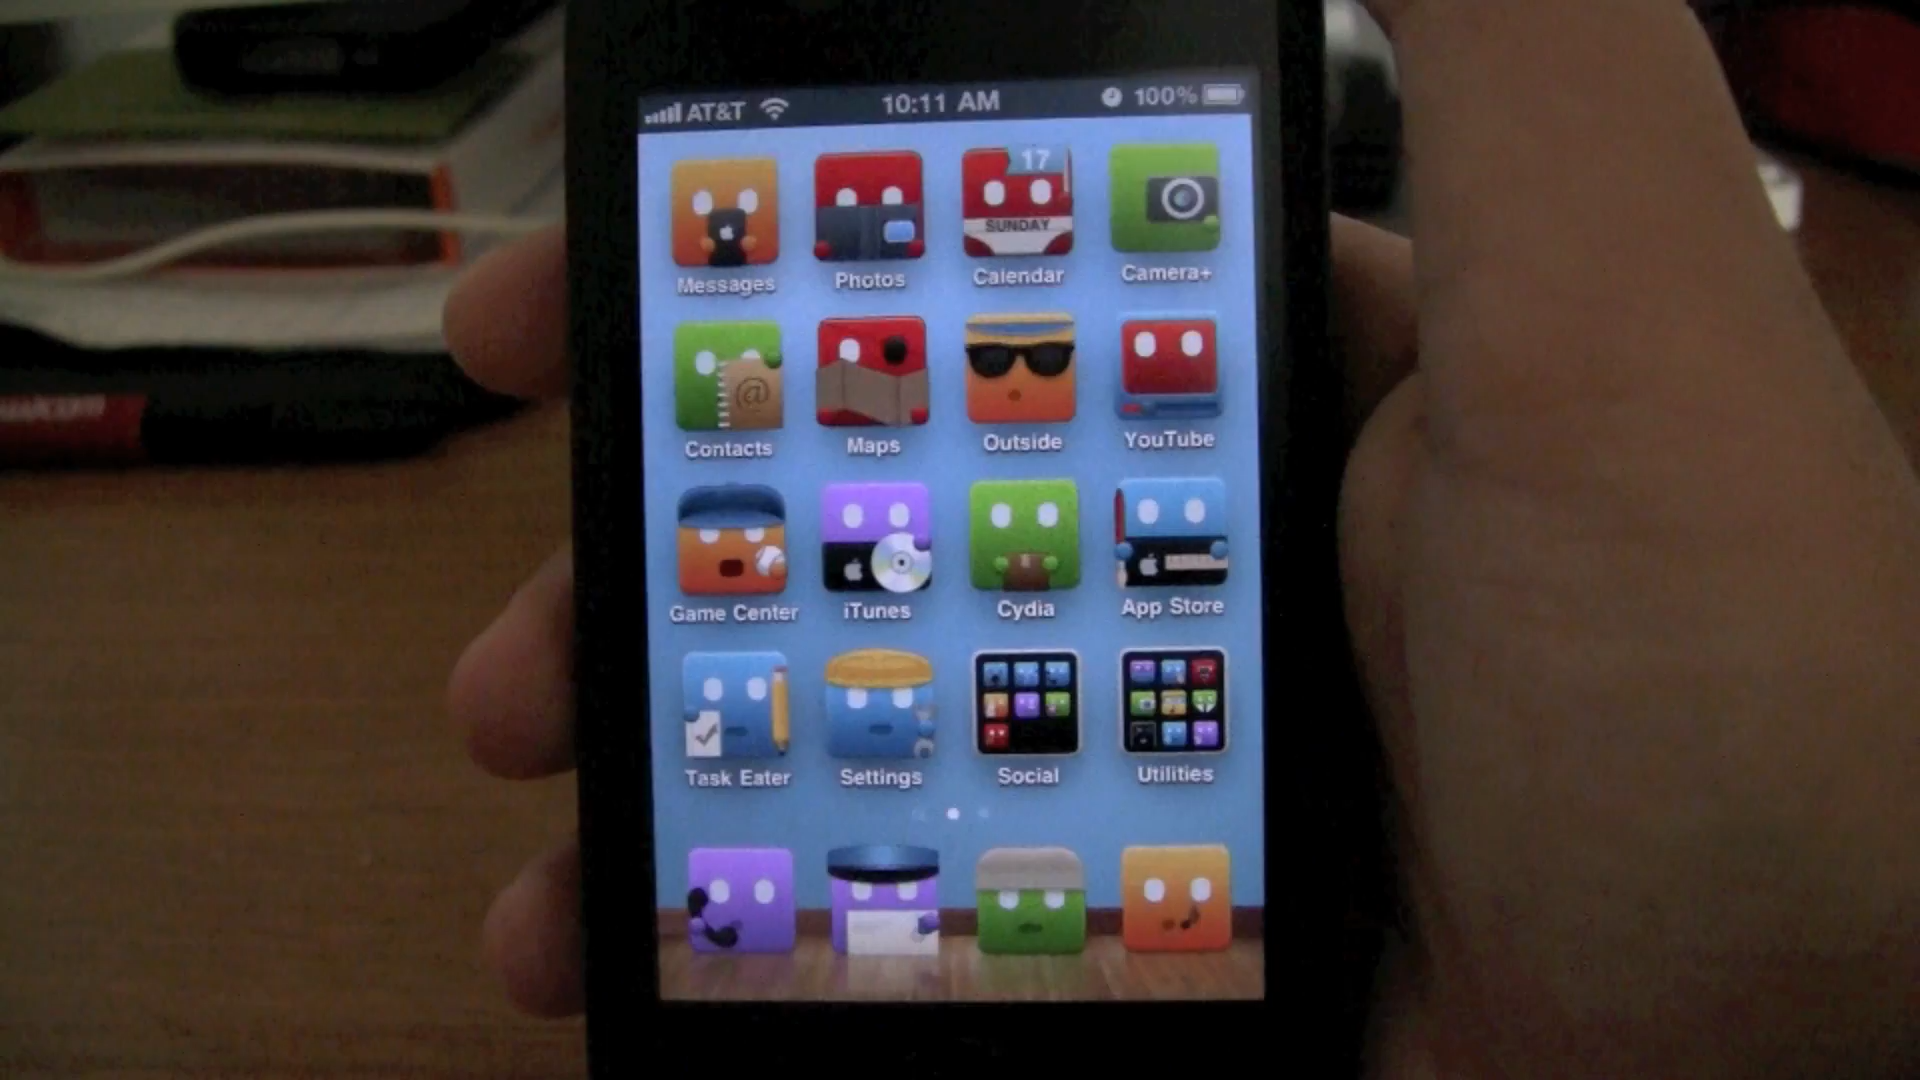 AT&T 10:11 AM 100%
17
SUNDAY
Messages Photos Calendar Camera+
@
Contacts Maps Outside YouTube
Game Center iTunes Cydia App Store
Task Eater Settings Social Utilities